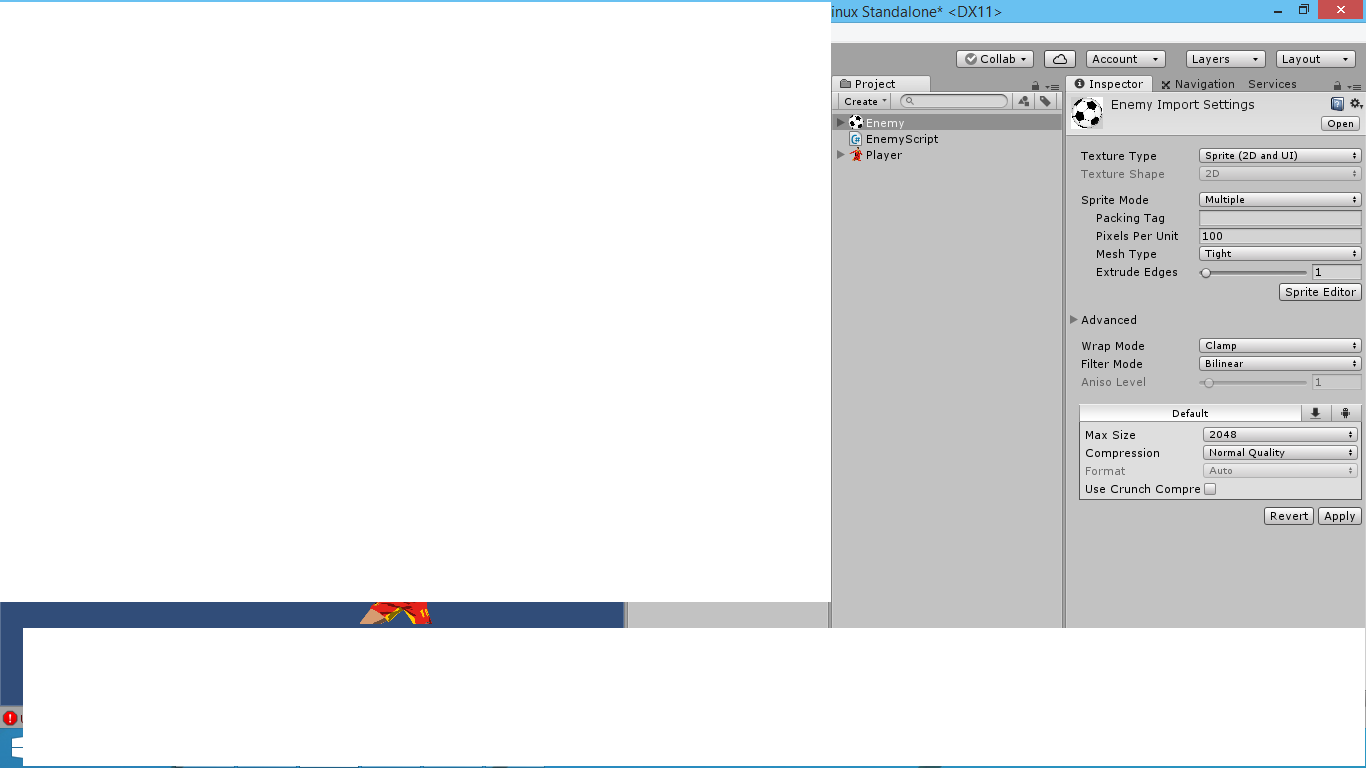 inux Standalone* <DX11>
Collab Account Layers Layout
Project Inspector Navigation Services
Create
Enemy Import Settings
Open
Enemy
EnemyScript
Player
Texture Type Sprite (2D and UI)
Texture Shape 2D
Sprite Mode Multiple
Packing Tag
Pixels Per Unit 100
Mesh Type Tight
Extrude Edges 1
Sprite Editor
Advanced
Wrap Mode Clamp
Filter Mode Bilinear
Aniso Level 1
Default
Max Size 2048
Compression Normal Quality
Format Auto
Use Crunch Compre
Revert Apply